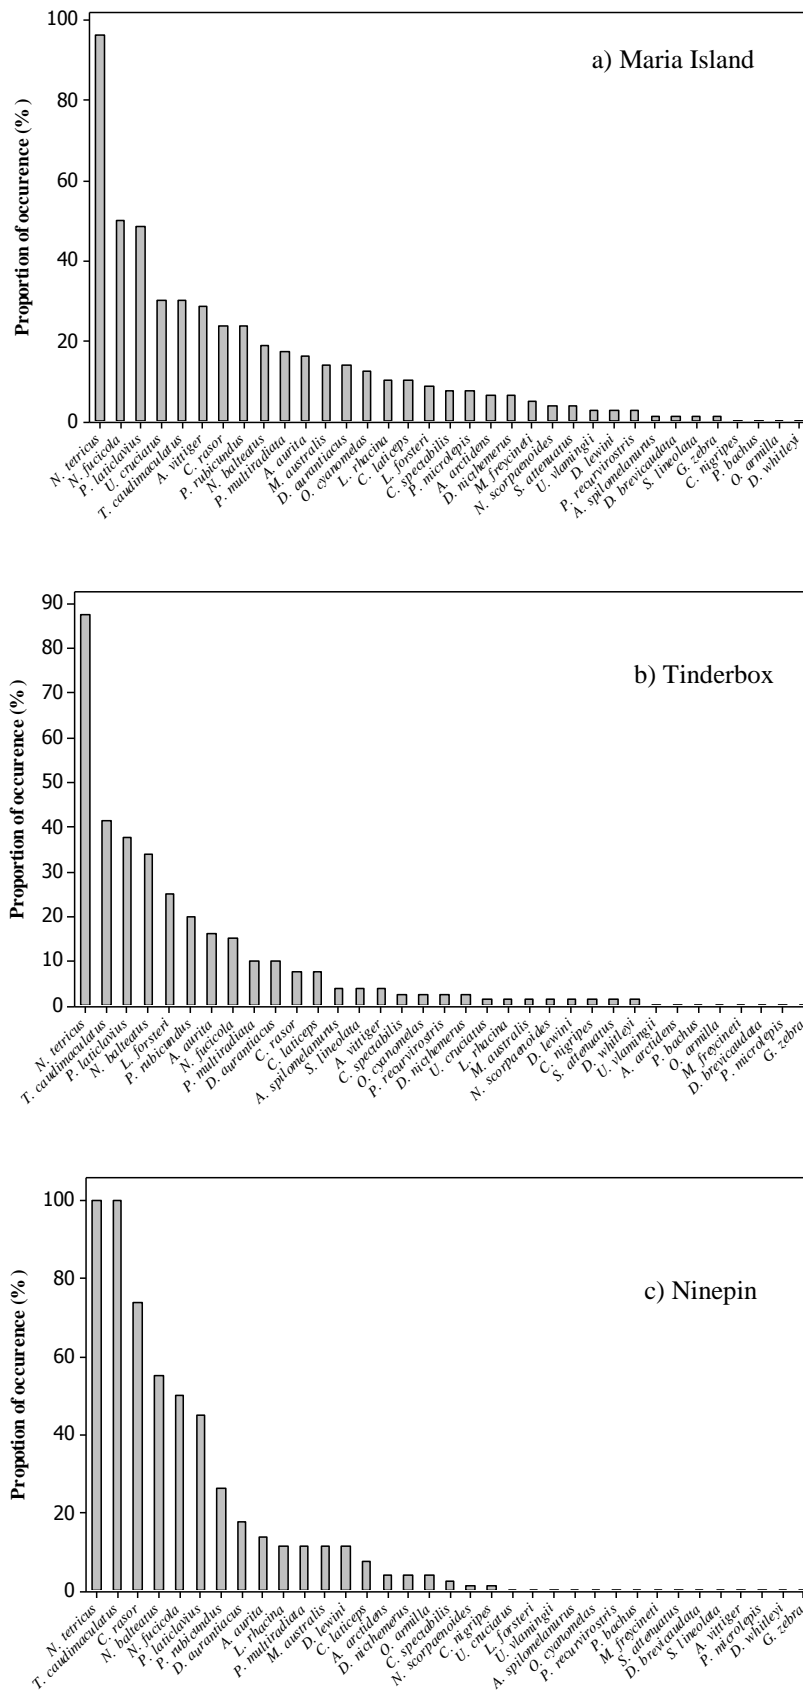 a) Maria Island
Proportion of occurence (%)
100
80
60
40
20
0
N. tetricus
N. fucicola
P. laticlavius
U. cruciatus
T. caudimaculatus
A. vittiger
C. rasor
P. rubicundus
N. balteatus
P. multiradiata
A. aurita
M. australis
D. aurantiacus
O. cyanomelas
L. rhacina
C. laticeps
L. forsteri
C. spectabilis
P. microlepis
A. arctidens
D. nicthemerus
M. freycineti
N. scorpaenoides
S. attenuatus
U. vlamingii
D. lewini
P. recurvirostris
A. spilomelanurus
D. brevicaudata
S. lineolata
G. zebra
C. nigripes
P. bachus
O. armilla
D. whitleyi
b) Tinderbox
Proportion of occurence (%)
90
80
70
60
50
40
30
20
10
0
N. tetricus
T. caudimaculatus
P. laticlavius
N. balteatus
L. forsteri
P. rubicundus
A. aurita
N. fucicola
P. multiradiata
D. aurantiacus
C. rasor
C. laticeps
A. spilomelanurus
S. lineolata
A. vittiger
C. spectabilis
O. cyanomelas
P. recurvirostris
D. nicthemerus
U. cruciatus
L. rhacina
M. australis
N. scorpaenoides
D. lewini
C. nigripes
S. attenuatus
D. whitleyi
U. vlamingii
A. arctidens
P. bachus
O. armilla
M. freycineti
D. brevicaudata
P. microlepis
G. zebra
c) Ninepin
Propotion of occurence (%)
100
80
60
40
20
0
N. tetricus
T. caudimaculatus
C. rasor
N. balteatus
N. fucicola
P. laticlavius
P. rubicundus
D. aurantiacus
A. aurita
L. rhacina
P. multiradiata
M. australis
D. lewini
C. laticeps
A. arctidens
D. nicthemerus
O. armilla
C. spectabilis
N. scorpaenoides
C. nigripes
U. cruciatus
L. forsteri
U. vlamingii
A. spilomelanurus
O. cyanomelas
P. recurvirostris
P. bachus
M. freycineti
S. attenuatus
D. brevicaudata
S. lineolata
A. vittiger
P. microlepis
D. whitleyi
G. zebra